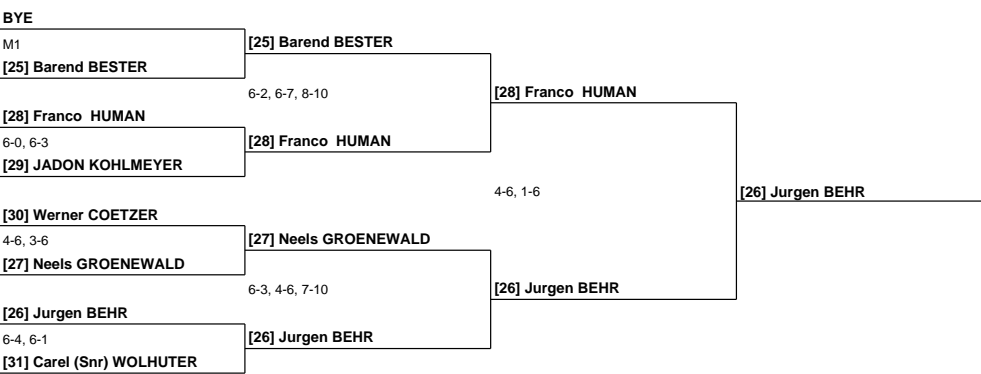 BYE
M1
[25] Barend BESTER
[25] Barend BESTER
6-2, 6-7, 8-10
[28] Franco HUMAN
[28] Franco HUMAN
6-0, 6-3
[28] Franco HUMAN
[29] JADON KOHLMEYER
4-6, 1-6
[26] Jurgen BEHR
[30] Werner COETZER
4-6, 3-6
[27] Neels GROENEWALD
[27] Neels GROENEWALD
6-3, 4-6, 7-10
[26] Jurgen BEHR
[26] Jurgen BEHR
6-4, 6-1
[26] Jurgen BEHR
[31] Carel (Snr) WOLHUTER